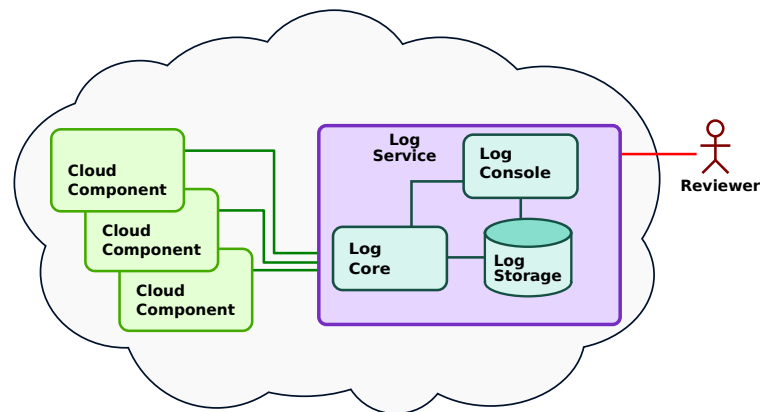 Cloud
Component
Cloud
Component
Cloud
Component
Log
Service
Log
Console
Log
Core
Log
Storage
Reviewer